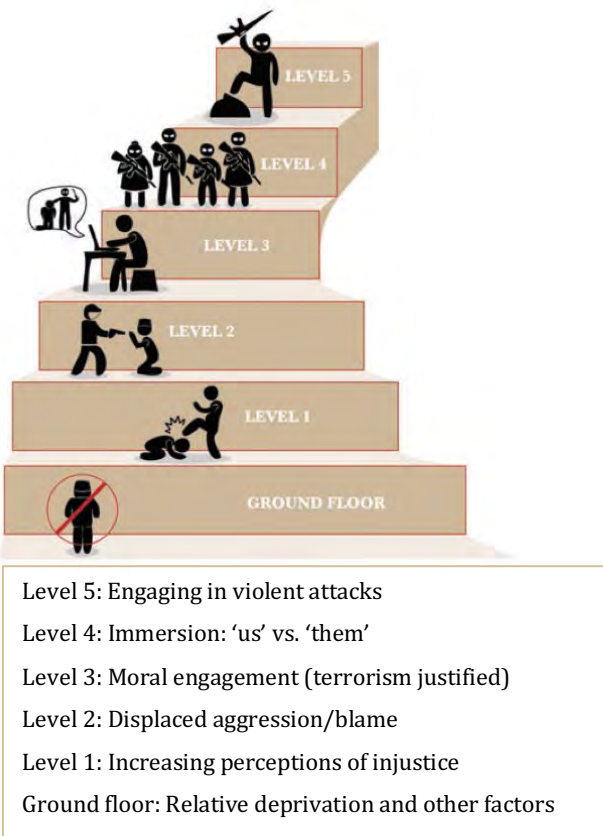 LEVEL 5
LEVEL 4
LEVEL 3
LEVEL 2
LEVEL 1
GROUND FLOOR
Level 5: Engaging in violent attacks
Level 4: Immersion: ‘us’ vs. ‘them’
Level 3: Moral engagement (terrorism justified)
Level 2: Displaced aggression/blame
Level 1: Increasing perceptions of injustice
Ground floor: Relative deprivation and other factors